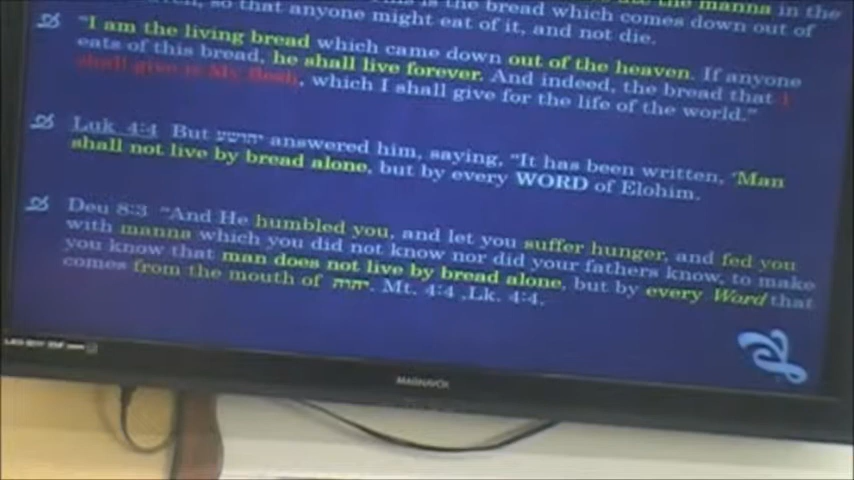 manna in the
so that anyone might eat of it, and not die.
is the bread which comes down out of
"I am the living bread which came down out of the heaven. If anyone
eats of this bread, he shall live forever. And indeed, the bread that I
shall give is My flesh, which I shall give for the life of the world."
Luk 4:4 But יהושע answered him, saying, "It has been written, 'Man
shall not live by bread alone, but by every WORD of Elohim.
Deu 8:3 "And He humbled you, and let you suffer hunger, and fed you
with manna which you did not know nor did your fathers know, to make
you know that man does not live by bread alone, but by every Word that
comes from the mouth of יהוה. Mt. 4:4 ,Lk. 4:4.
MAGNAVOX